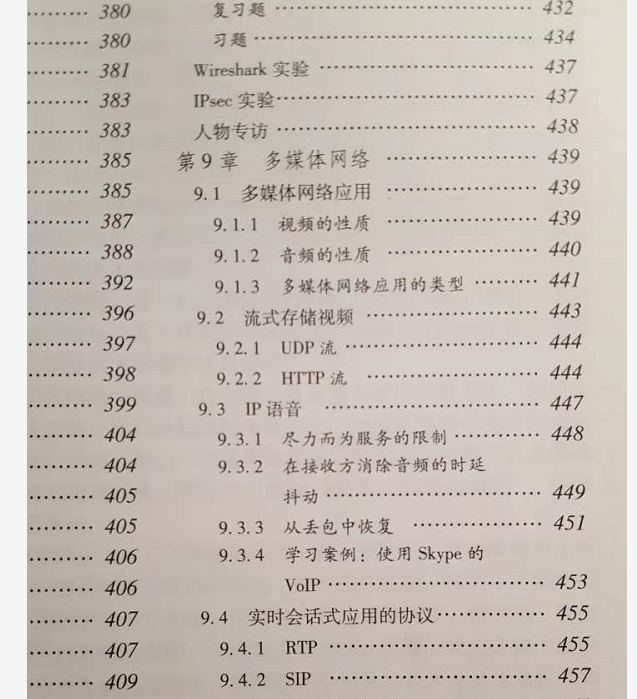 ············ 380
············ 380
············ 381
············ 383
············ 383
············ 385
············ 385
············ 387
············ 388
············ 392
············ 396
············ 397
············ 398
············ 399
············ 404
············ 404
············ 405
············ 405
············ 406
············ 406
············ 407
············ 407
············ 409
复习题 ············ 432
习题 ············ 434
Wireshark 实验 ············ 437
IPsec 实验 ············ 437
人物专访 ············ 438
第9章 多媒体网络 ············ 439
9.1 多媒体网络应用 ············ 439
9.1.1 视频的性质 ············ 439
9.1.2 音频的性质 ············ 440
9.1.3 多媒体网络应用的类型 ········· 441
9.2 流式存储视频 ············ 443
9.2.1 UDP 流 ············ 444
9.2.2 HTTP 流 ············ 444
9.3 IP 语音 ············ 447
9.3.1 尽力而为服务的限制 ············ 448
9.3.2 在接收方消除音频的时延
抖动 ············ 449
9.3.3 从丢包中恢复 ············ 451
9.3.4 学习案例：使用 Skype 的
VoIP ············ 453
9.4 实时会话式应用的协议 ············ 455
9.4.1 RTP ············ 455
9.4.2 SIP ············ 457